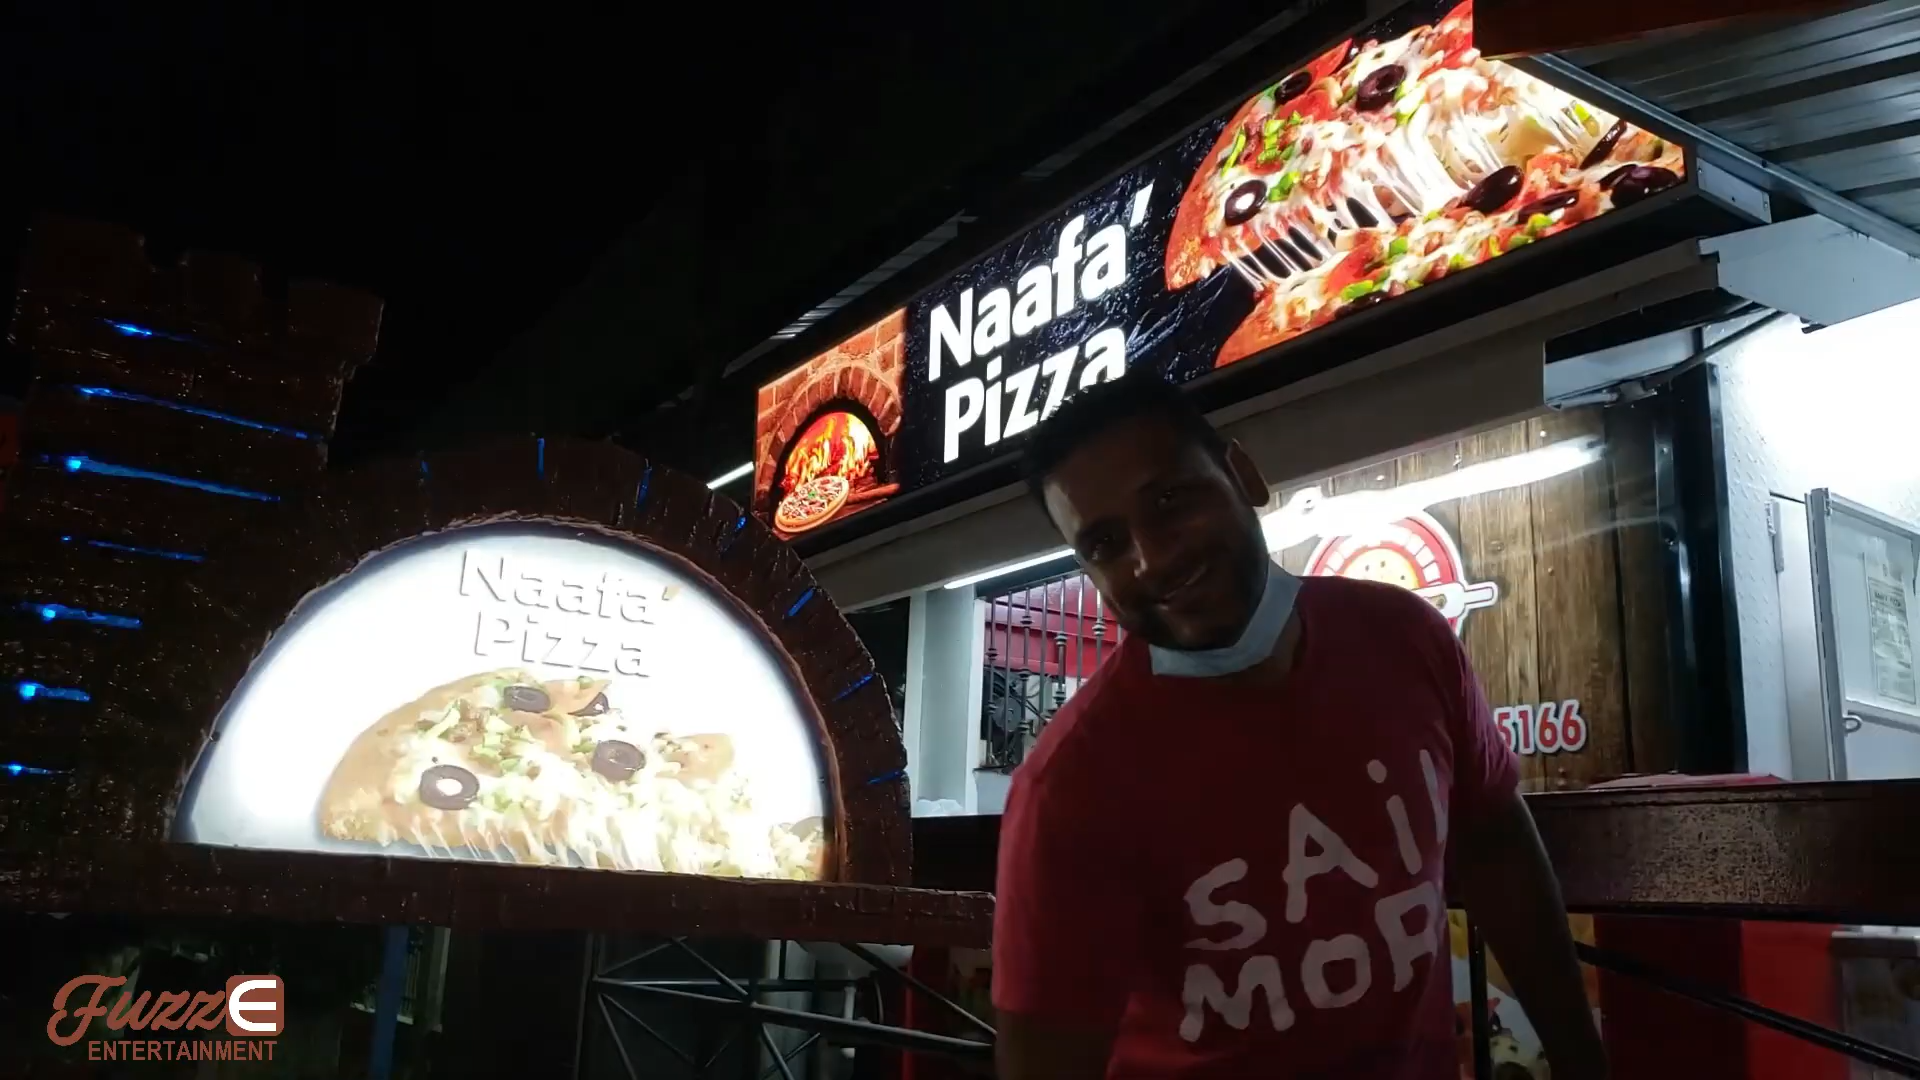 Naafa'
Pizza
Naafa'
Pizza
5166
SAil
MOR
FuzzE
ENTERTAINMENT